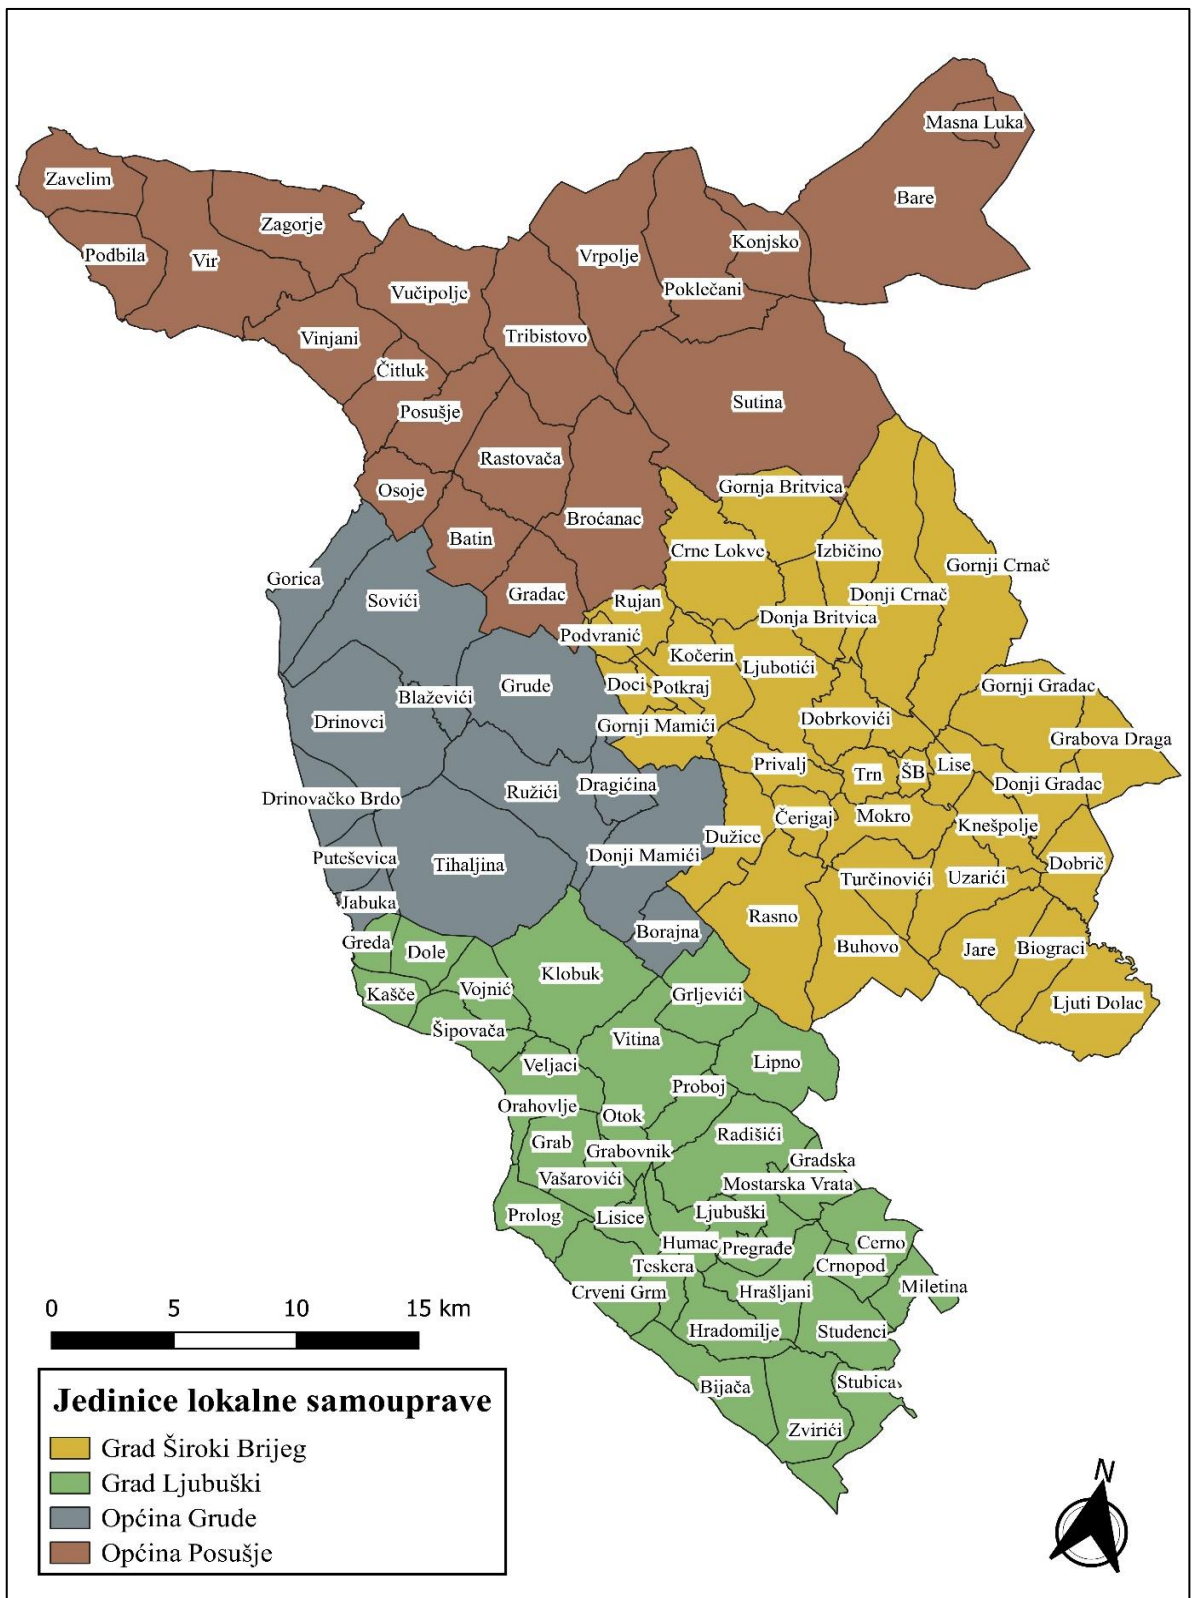 Masna Luka
Zavelim
Bare
Zagorje
Konjsko
Podbila
Vrpolje
Vir
Poklečani
Vučipolje
Vinjani
Tribistovo
Čitluk
Sutina
Posušje
Rastovača
Osoje
Gornja Britvica
Broćanac
Batin
Crne Lokve
Izbičino
Gornji Crnač
Gorica
Gradac
Rujan
Donji Crnač
Sovići
Donja Britvica
Podvranić
Kočerin
Ljubotići
Grude
Doci
Potkraj
Gornji Gradac
Blaževići
Drinovci
Gornji Mamići
Dobrkovići
Grabova Draga
Privalj
Trn
ŠB
Lise
Ružići
Dragićina
Donji Gradac
Drinovačko Brdo
Čerigaj
Mokro
Knešpolje
Dužice
Puteševica
Tihaljina
Donji Mamići
Dobrič
Turčinovići
Uzarići
Jabuka
Rasno
Greda
Dole
Borajna
Buhovo
Jare
Biograci
Klobuk
Kašče
Vojnić
Grljevići
Ljuti Dolac
Šipovača
Vitina
Veljaci
Lipno
Proboj
Orahovlje
Otok
Radišići
Grab
Grabovnik
Gradska
Vašarovići
Mostarska Vrata
Prolog
Lisice
Ljubuški
Humac
Pregrađe
Cerno
Teskera
Crnopod
Crveni Grm
Hrašljani
Miletina
Hradomilje
Studenci
Bijača
Stubica
Zvirići
0 5 10 15 km
Jedinice lokalne samouprave
Grad Široki Brijeg
Grad Ljubuški
Općina Grude
Općina Posušje
N